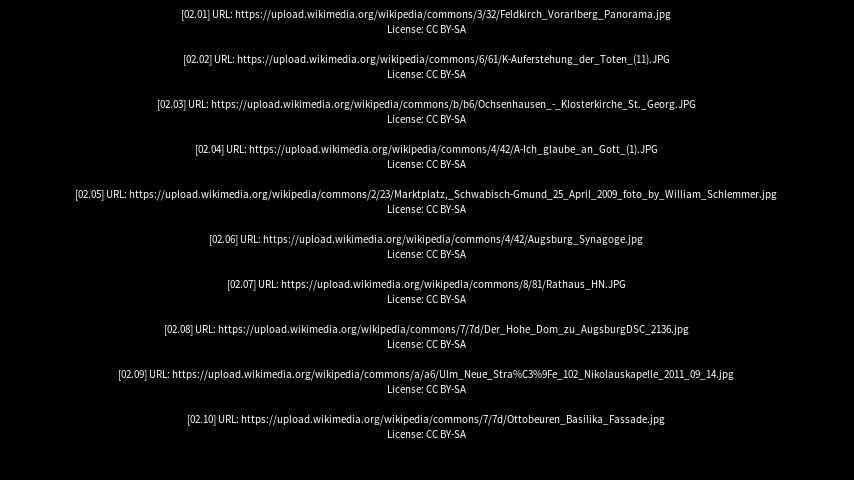 [02.01] URL: https://upload.wikimedia.org/wikipedia/commons/3/32/Feldkirch_Vorarlberg_Panorama.jpg
License: CC BY-SA
[02.02] URL: https://upload.wikimedia.org/wikipedia/commons/6/61/K-Auferstehung_der_Toten_(11).JPG
License: CC BY-SA
[02.03] URL: https://upload.wikimedia.org/wikipedia/commons/b/b6/Ochsenhausen_-_Klosterkirche_St._Georg.JPG
License: CC BY-SA
[02.04] URL: https://upload.wikimedia.org/wikipedia/commons/4/42/A-Ich_glaube_an_Gott_(1).JPG
License: CC BY-SA
[02.05] URL: https://upload.wikimedia.org/wikipedia/commons/2/23/Marktplatz,_Schwabisch-Gmund_25_April_2009_foto_by_William_Schlemmer.jpg
License: CC BY-SA
[02.06] URL: https://upload.wikimedia.org/wikipedia/commons/4/42/Augsburg_Synagoge.jpg
License: CC BY-SA
[02.07] URL: https://upload.wikimedia.org/wikipedia/commons/8/81/Rathaus_HN.JPG
License: CC BY-SA
[02.08] URL: https://upload.wikimedia.org/wikipedia/commons/7/7d/Der_Hohe_Dom_zu_AugsburgDSC_2136.jpg
License: CC BY-SA
[02.09] URL: https://upload.wikimedia.org/wikipedia/commons/a/a6/Ulm_Neue_Stra%C3%9Fe_102_Nikolauskapelle_2011_09_14.jpg
License: CC BY-SA
[02.10] URL: https://upload.wikimedia.org/wikipedia/commons/7/7d/Ottobeuren_Basilika_Fassade.jpg
License: CC BY-SA